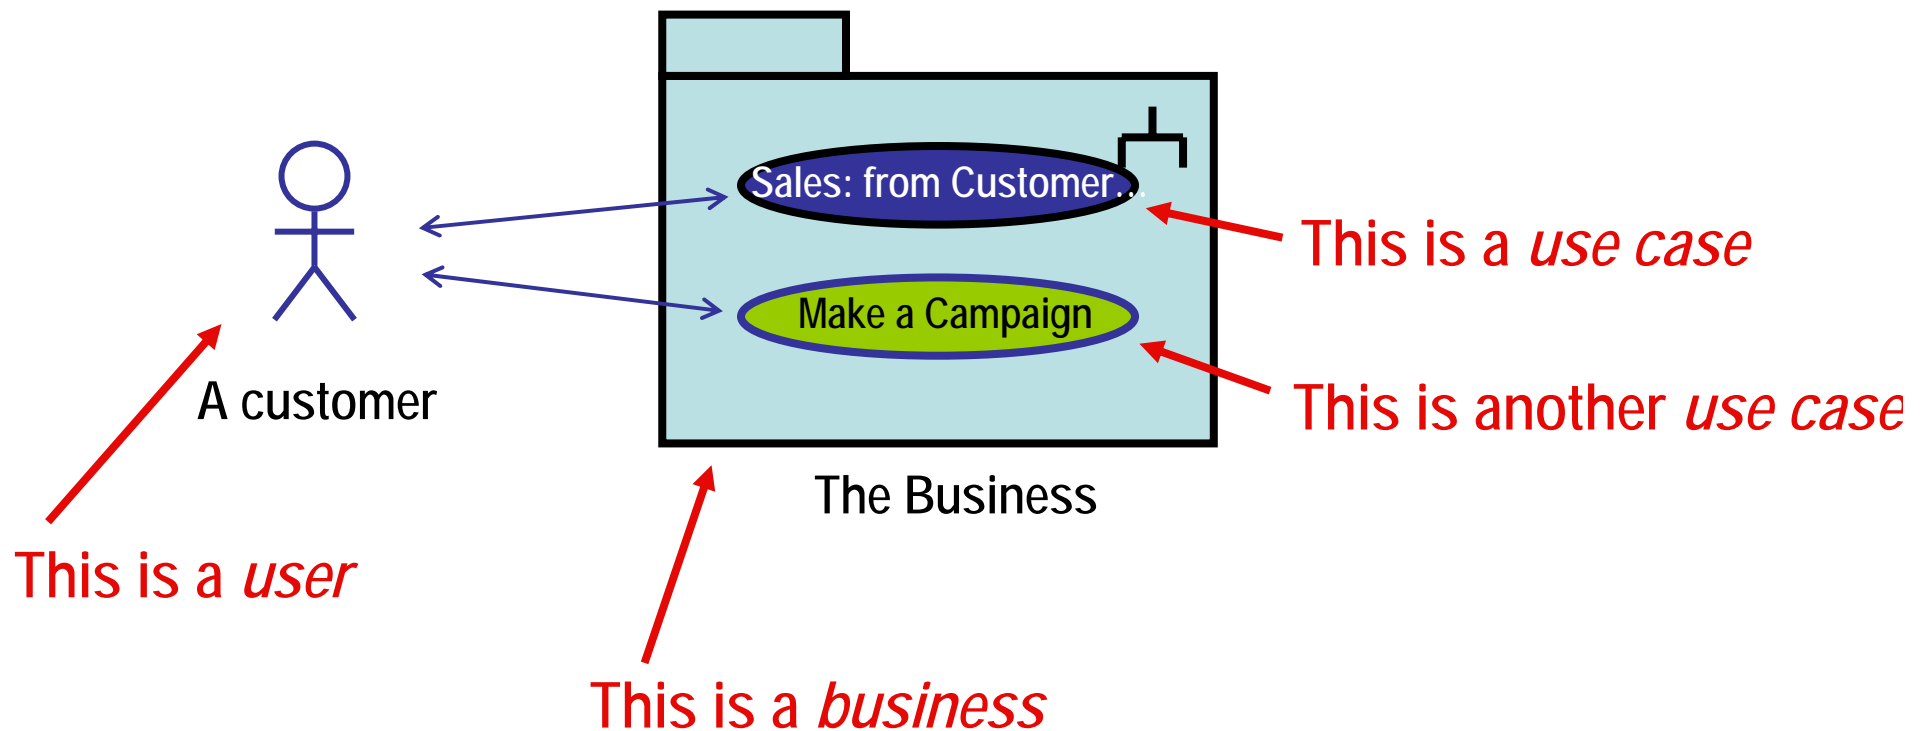 Sales: from Customer...
This is a use case
Make a Campaign
A customer
This is another use case
The Business
This is a user
This is a business